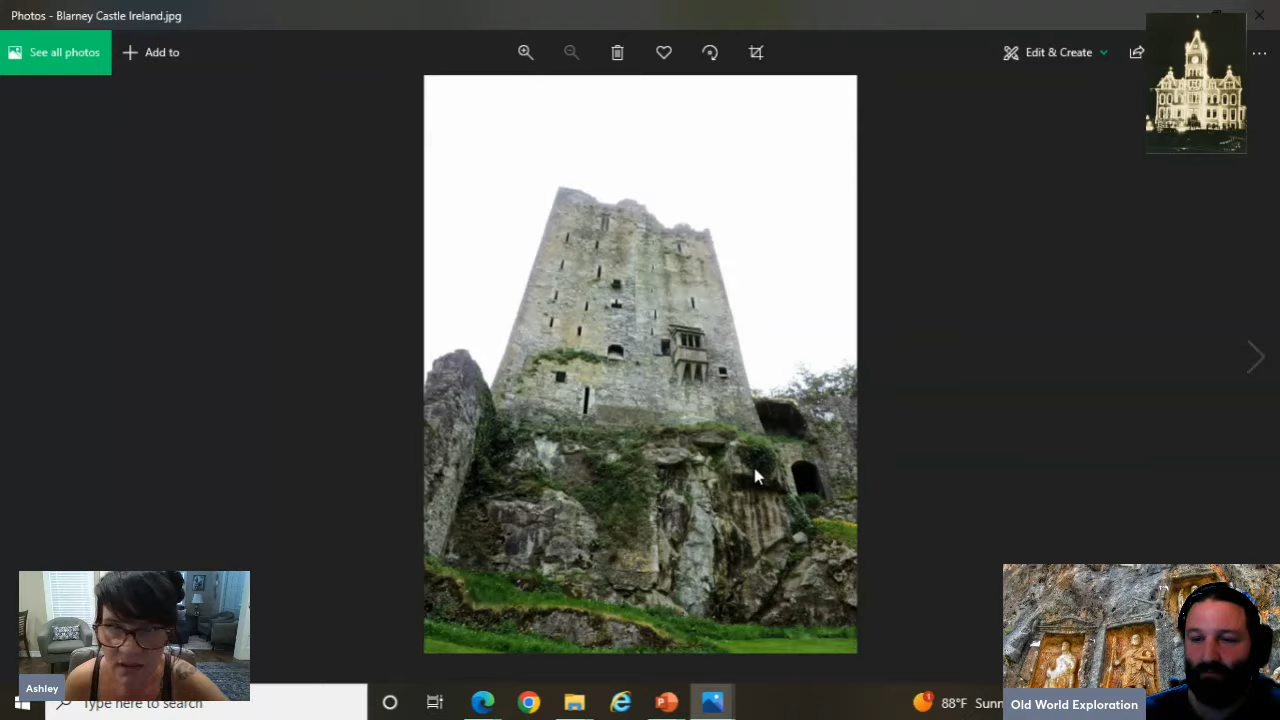 Photos - Blarney Castle Ireland.jpg
See all photos
Add to
Edit & Create
Ashley
Type here to search
88°F Sunn
Old World Exploration